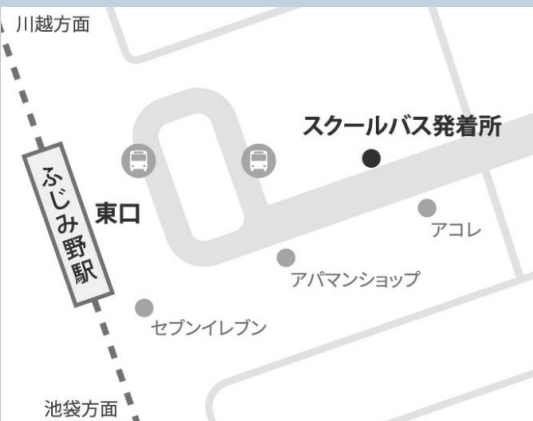 川越方面
スクールバス発着所
ふじみ野駅
東口
アコレ
アパマンショップ
セブンイレブン
池袋方面